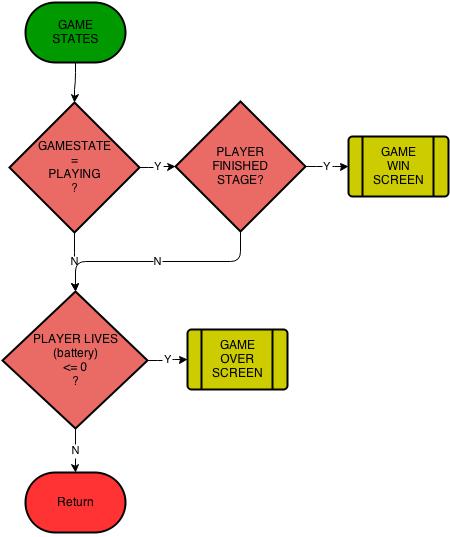 GAME
STATES
GAMESTATE
=
PLAYING
?
Y
PLAYER
FINISHED
STAGE?
Y
GAME
WIN
SCREEN
N
N
PLAYER LIVES
(battery)
<= 0
?
Y
GAME
OVER
SCREEN
N
Return